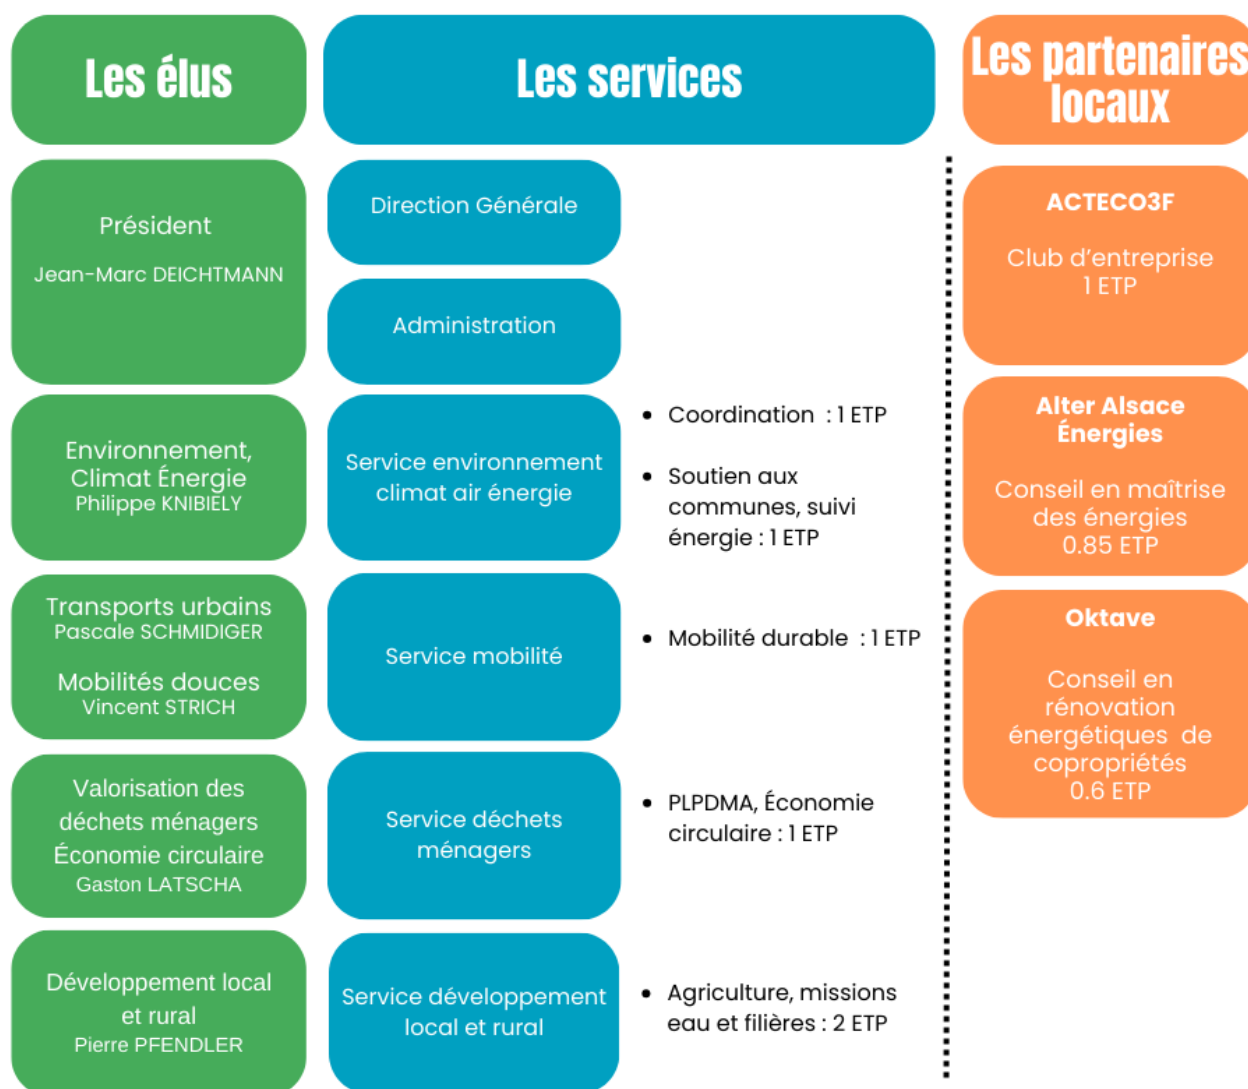 Les élus
Les services
Les partenaires
locaux
Président
Jean-Marc DEICHTMANN
Direction Générale
Administration
ACTECO3F
Club d'entreprise
1 ETP
Environnement,
Climat Énergie
Philippe KNIBIELY
Service environnement
climat air énergie
• Coordination : 1 ETP
• Soutien aux
communes, suivi
énergie : 1 ETP
Alter Alsace
Énergies
Conseil en maîtrise
des énergies
0.85 ETP
Transports urbains
Pascale SCHMIDIGER
Mobilités douces
Vincent STRICH
Service mobilité
• Mobilité durable : 1 ETP
Oktave
Conseil en
rénovation
énergétiques de
copropriétés
0.6 ETP
Valorisation des
déchets ménagers
Économie circulaire
Gaston LATSCHA
Service déchets
ménagers
• PLPDMA, Économie
circulaire : 1 ETP
Développement local
et rural
Pierre PFENDLER
Service développement
local et rural
• Agriculture, missions
eau et filières : 2 ETP